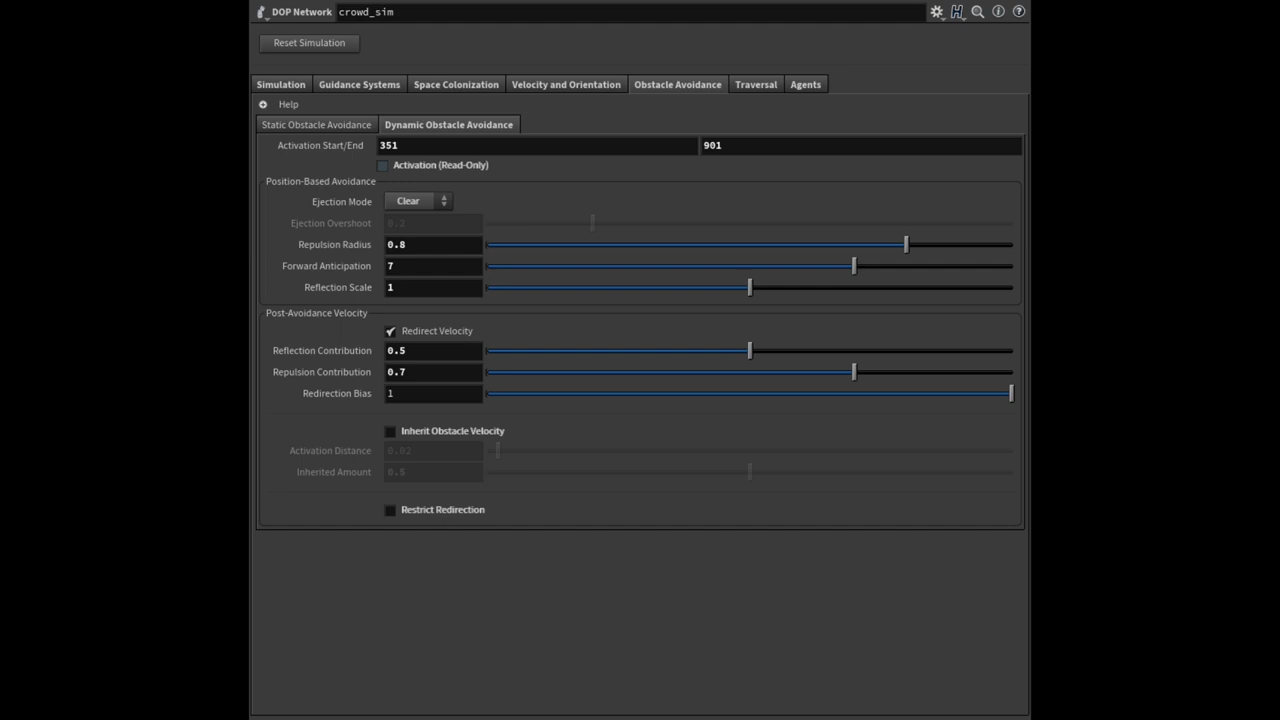 DOP Network crowd_sim
Reset Simulation
Simulation Guidance Systems Space Colonization Velocity and Orientation Obstacle Avoidance Traversal Agents
Help
Static Obstacle Avoidance Dynamic Obstacle Avoidance
Activation Start/End 351 901
Activation (Read-Only)
Position-Based Avoidance
Ejection Mode Clear
Ejection Overshoot 0.2
Repulsion Radius 0.8
Forward Anticipation 7
Reflection Scale 1
Post-Avoidance Velocity
Redirect Velocity
Reflection Contribution 0.5
Repulsion Contribution 0.7
Redirection Bias 1
Inherit Obstacle Velocity
Activation Distance 0.02
Inherited Amount 0.5
Restrict Redirection